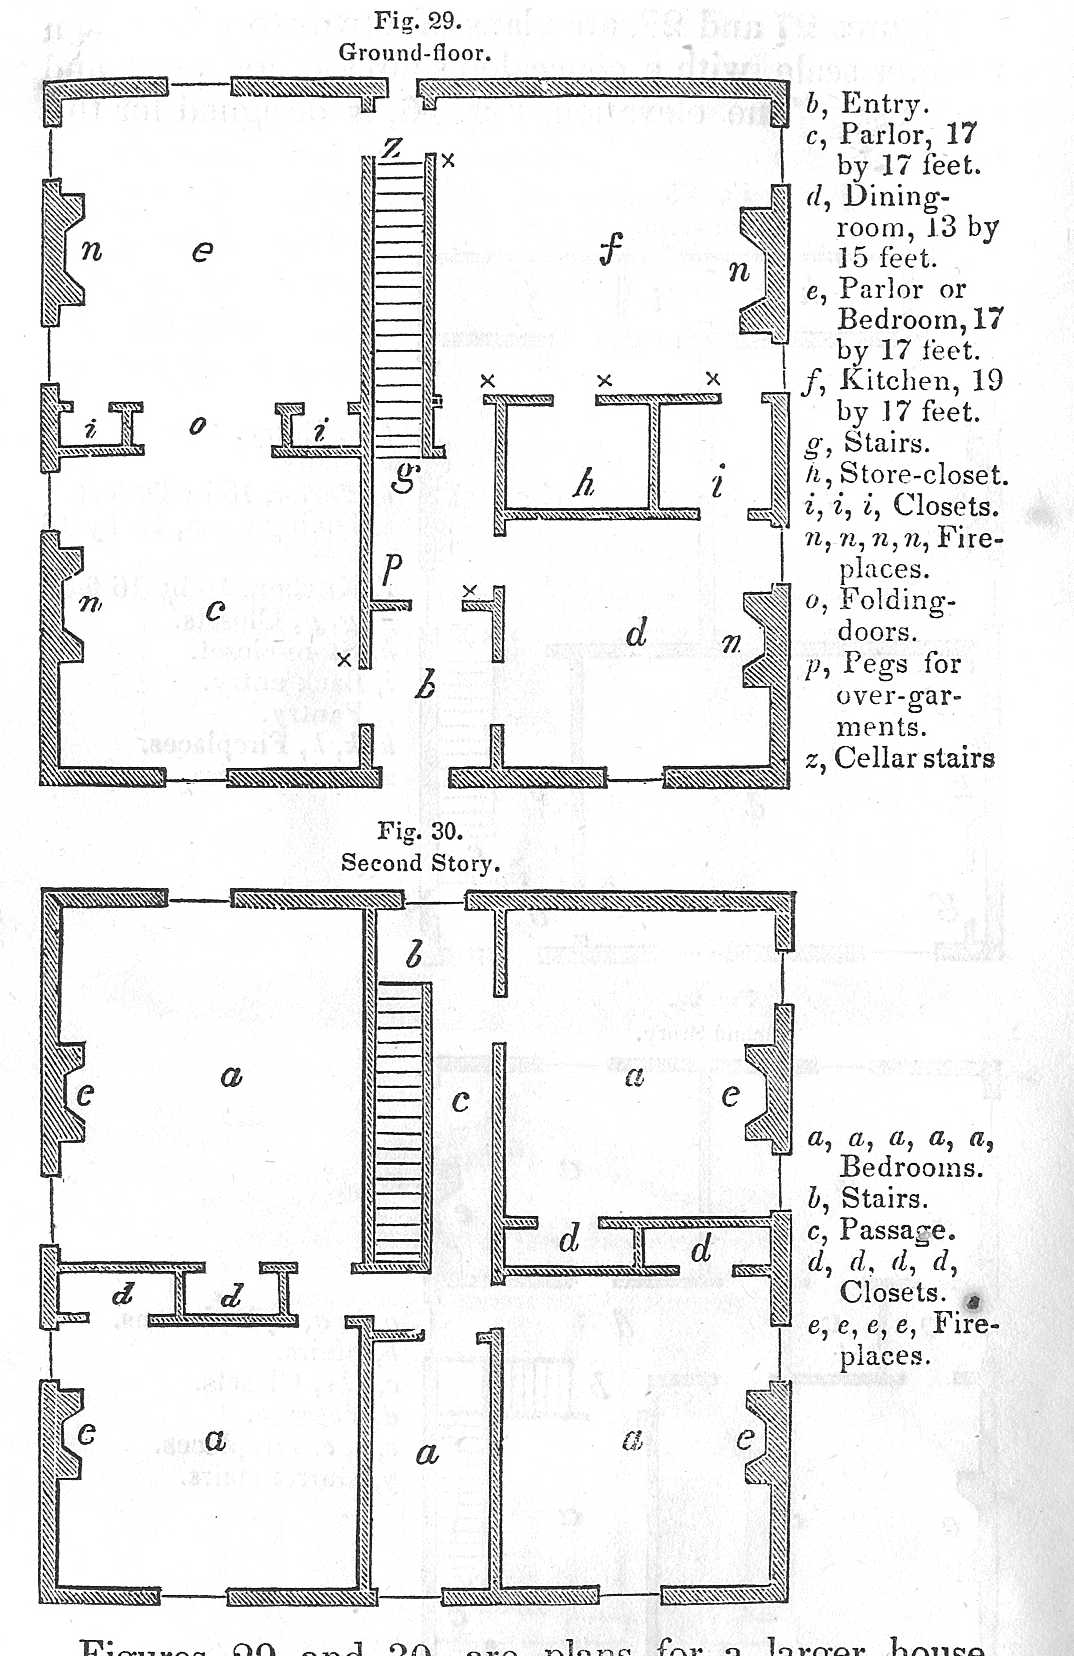 Fig. 29.
Ground-floor.
z
n
e
f
n
i
o
i
g
h
i
p
n
c
b
d
n
b, Entry.
c, Parlor, 17
by 17 feet.
d, Dining-
room, 13 by
15 feet.
e, Parlor or
Bedroom, 17
by 17 feet.
f, Kitchen, 19
by 17 feet.
g, Stairs.
h, Store-closet.
i, i, i, Closets.
n, n, n, n, Fire-
places.
o, Folding-
doors.
p, Pegs for
over-gar-
ments.
z, Cellar stairs
Fig. 30.
Second Story.
b
a
e
c
a
e
d
d
d
d
e
a
a
a
e
a, a, a, a, a,
Bedrooms.
b, Stairs.
c, Passage.
d, d, d, d,
Closets.
e, e, e, e, Fire-
places.
Figures 29 and 30, are plans for a larger house